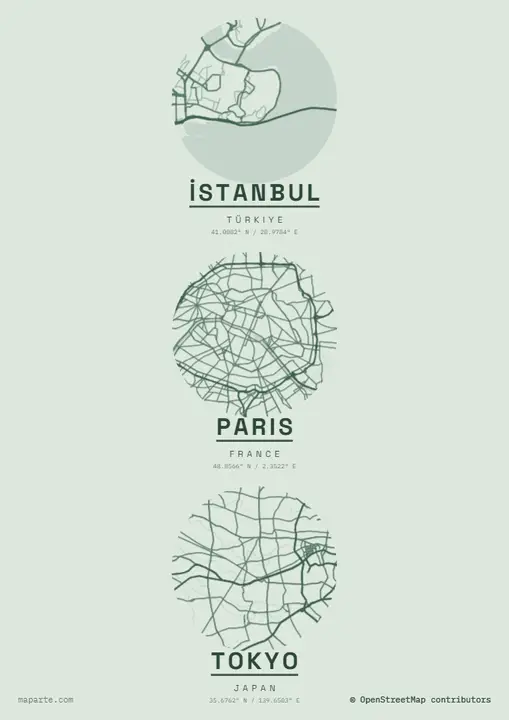 İSTANBUL
TÜRKIYE
41.0082° N / 28.9784° E
PARIS
FRANCE
48.8566° N / 2.3522° E
TOKYO
JAPAN
35.6762° N / 139.6503° E
maparte.com
© OpenStreetMap contributors